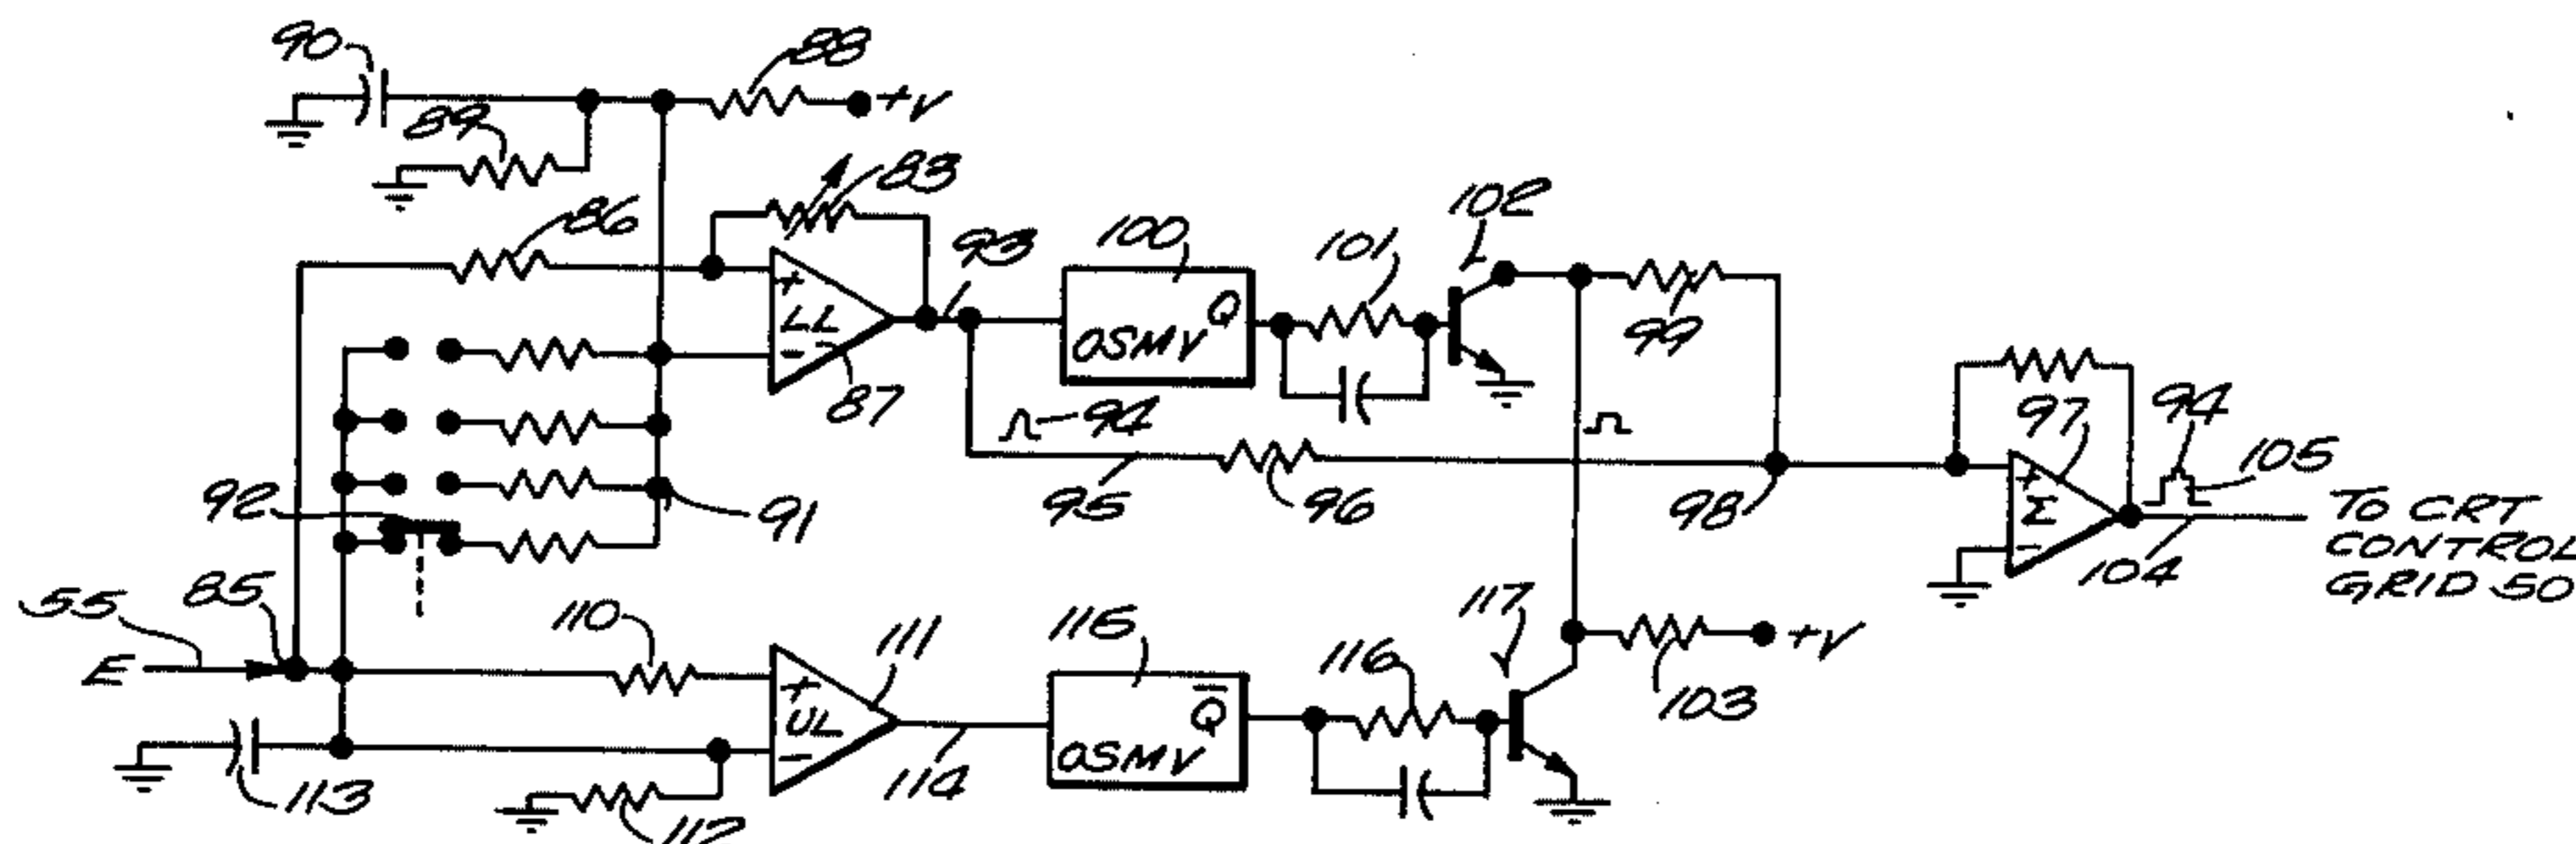 90
88
+V
89
83
86
93
100
101
102
+
LL
-
87
OSMV
Q
99
94
95
96
98
97
94
105
+
Σ
-
104
TO CRT
CONTROL
GRID 50
92
91
55
85
E
110
111
+
UL
-
115
OSMV
Q̅
116
117
+V
103
113
112
114